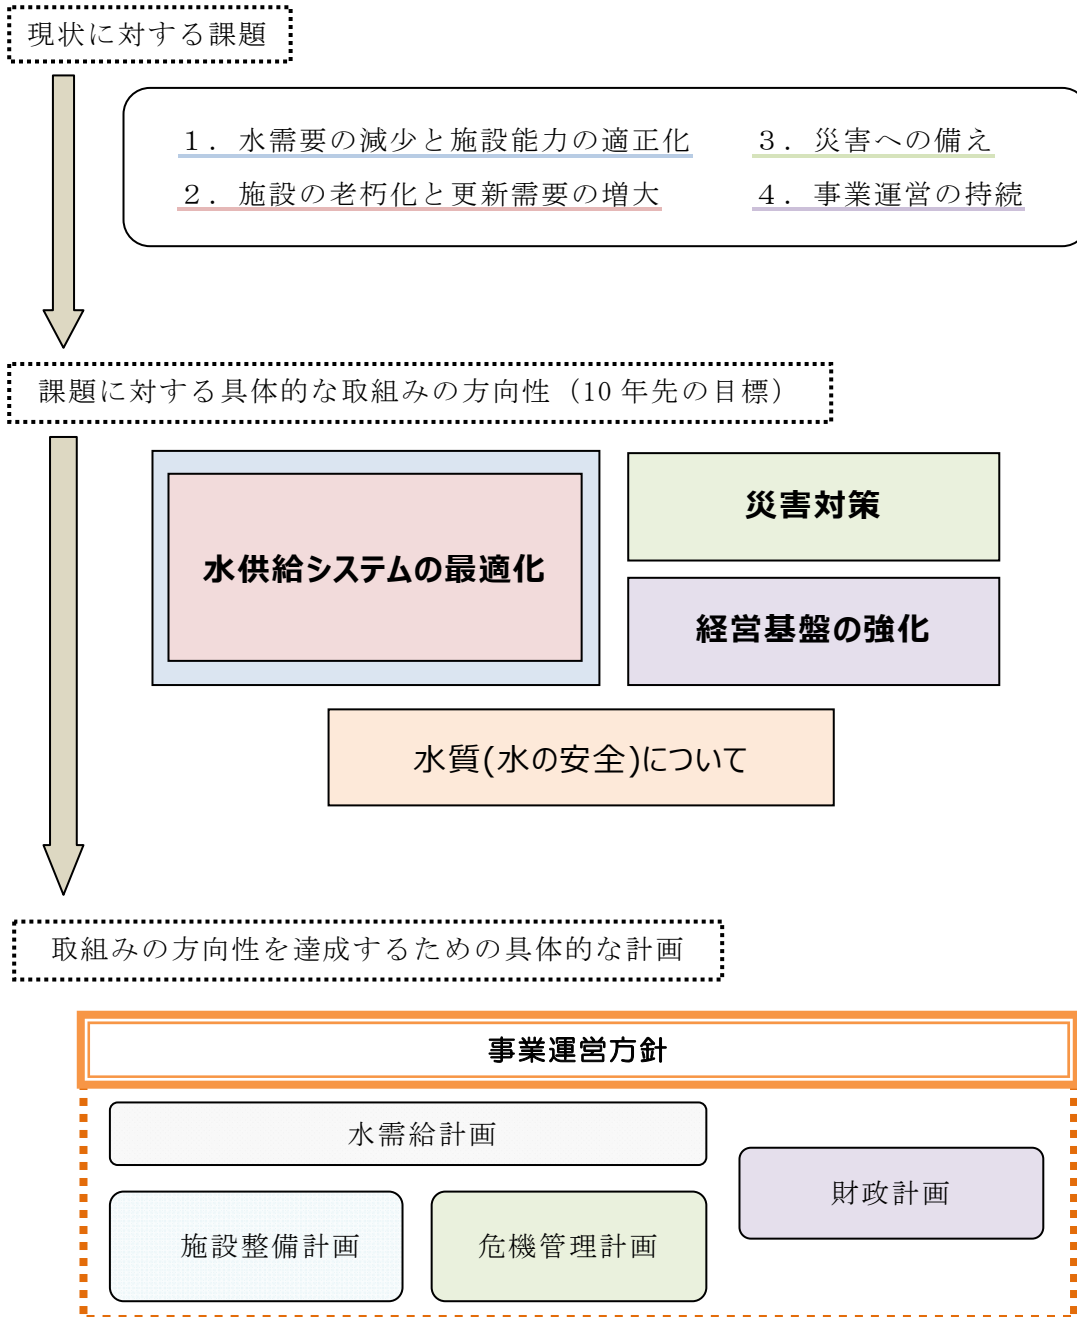 現状に対する課題
１．水需要の減少と施設能力の適正化
２．施設の老朽化と更新需要の増大
３．災害への備え
４．事業運営の持続
課題に対する具体的な取組みの方向性（10 年先の目標）
水供給システムの最適化
災害対策
経営基盤の強化
水質(水の安全)について
取組みの方向性を達成するための具体的な計画
事業運営方針
水需給計画
財政計画
施設整備計画
危機管理計画